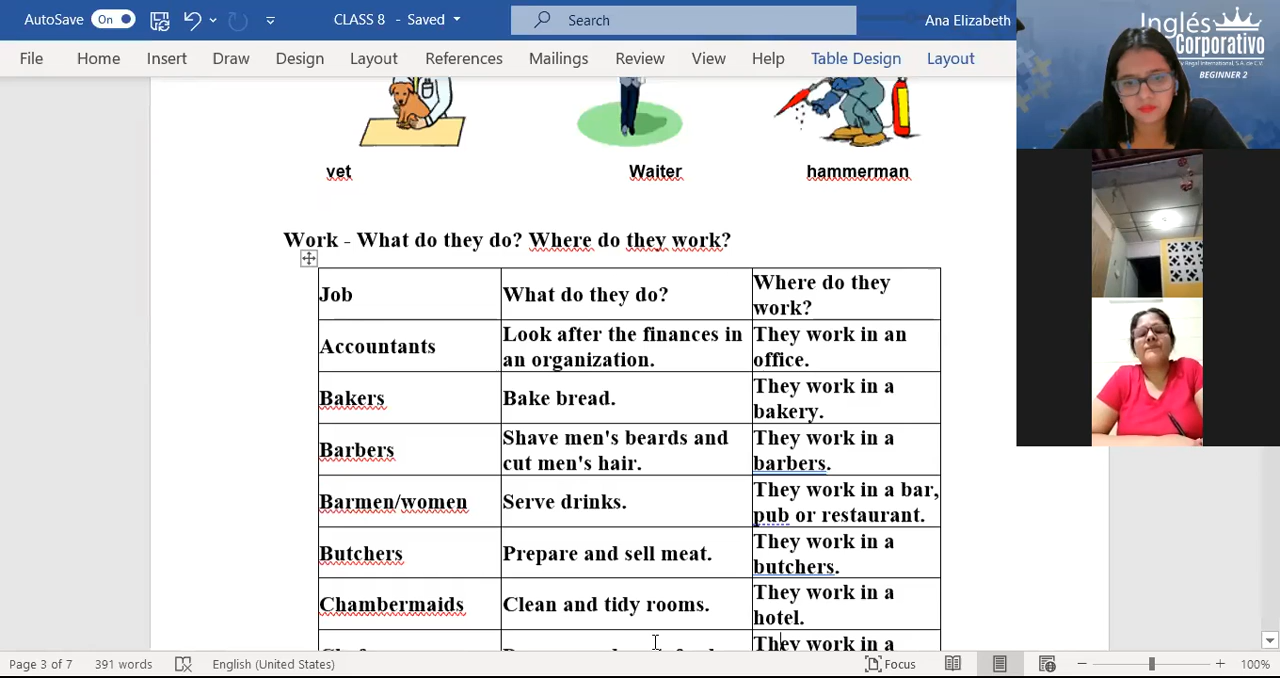 AutoSave On CLASS 8 - Saved Search Ana Elizabeth
File Home Insert Draw Design Layout References Mailings Review View Help Table Design Layout
Inglés
Corporativo
Regal International, S.A. de C.V.
BEGINNER 2
vet Waiter hammerman
Work - What do they do? Where do they work?
Job What do they do? Where do they
work?
Accountants Look after the finances in
an organization. They work in an
office.
Bakers Bake bread. They work in a
bakery.
Barbers Shave men's beards and
cut men's hair. They work in a
barbers.
Barmen/women Serve drinks. They work in a bar,
pub or restaurant.
Butchers Prepare and sell meat. They work in a
butchers.
Chambermaids Clean and tidy rooms. They work in a
hotel.
They work in a
Page 3 of 7 391 words English (United States) Focus 100%